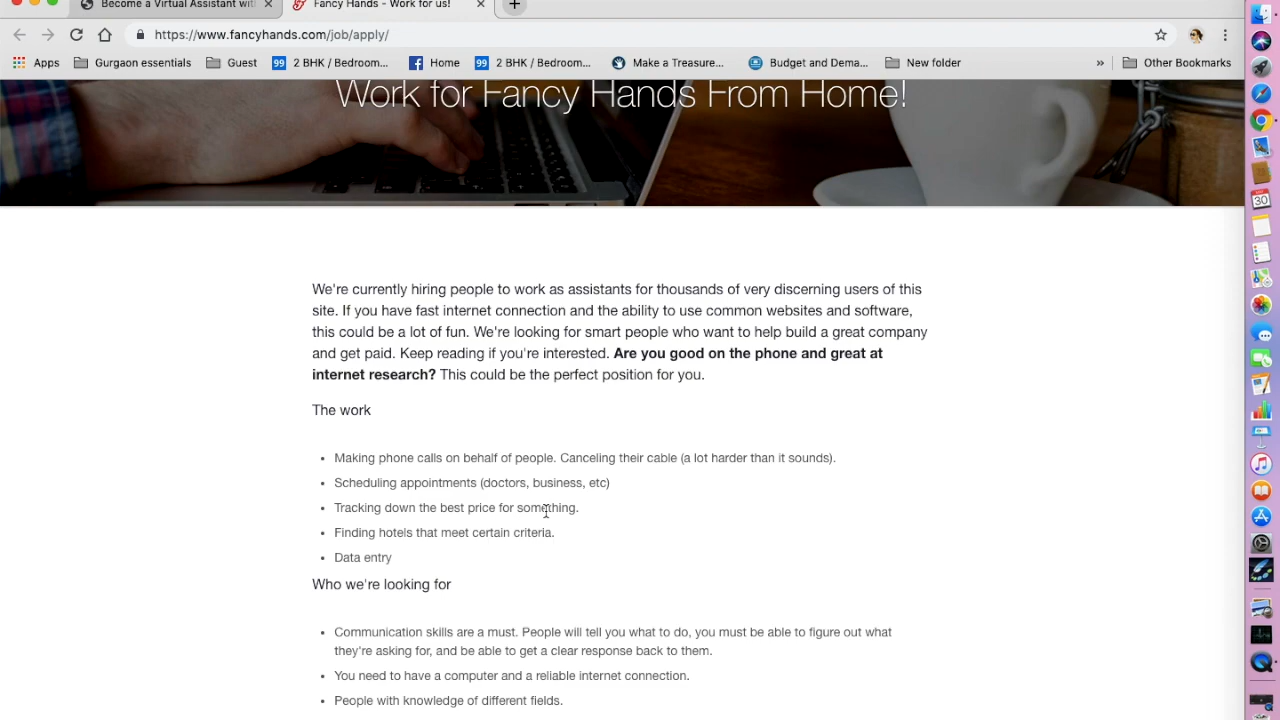 Become a Virtual Assistant wit
Fancy Hands - Work for us!
https://www.fancyhands.com/job/apply/
Apps
Gurgaon essentials
Guest
99 2 BHK / Bedroom...
Home
99 2 BHK / Bedroom...
Make a Treasure...
Budget and Dema...
New folder
»
Other Bookmarks
Work for Fancy Hands From Home!
We're currently hiring people to work as assistants for thousands of very discerning users of this
site. If you have fast internet connection and the ability to use common websites and software,
this could be a lot of fun. We're looking for smart people who want to help build a great company
and get paid. Keep reading if you're interested. Are you good on the phone and great at
internet research? This could be the perfect position for you.
The work
• Making phone calls on behalf of people. Canceling their cable (a lot harder than it sounds).
• Scheduling appointments (doctors, business, etc)
• Tracking down the best price for something.
• Finding hotels that meet certain criteria.
• Data entry
Who we're looking for
• Communication skills are a must. People will tell you what to do, you must be able to figure out what
they're asking for, and be able to get a clear response back to them.
• You need to have a computer and a reliable internet connection.
• People with knowledge of different fields.
30